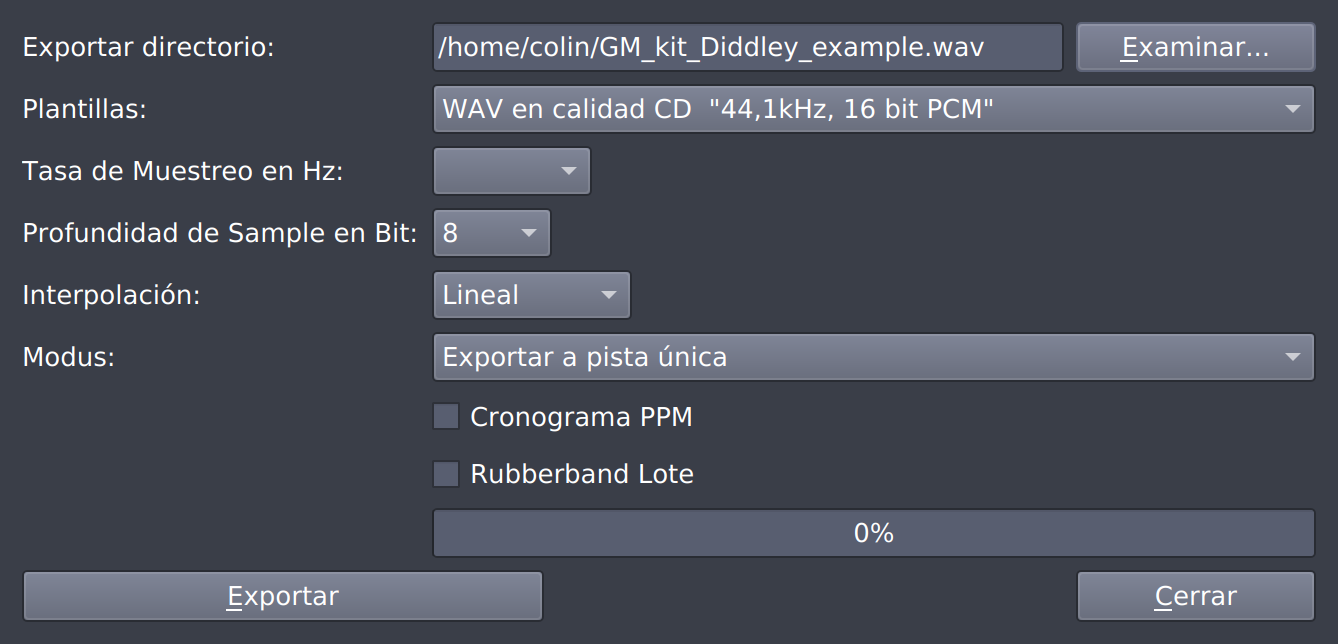 Exportar directorio: /home/colin/GM_kit_Diddley_example.wav Examinar...
Plantillas: WAV en calidad CD  "44,1kHz, 16 bit PCM"
Tasa de Muestreo en Hz:
Profundidad de Sample en Bit: 8
Interpolación: Lineal
Modus: Exportar a pista única
Cronograma PPM
Rubberband Lote
0%
Exportar Cerrar